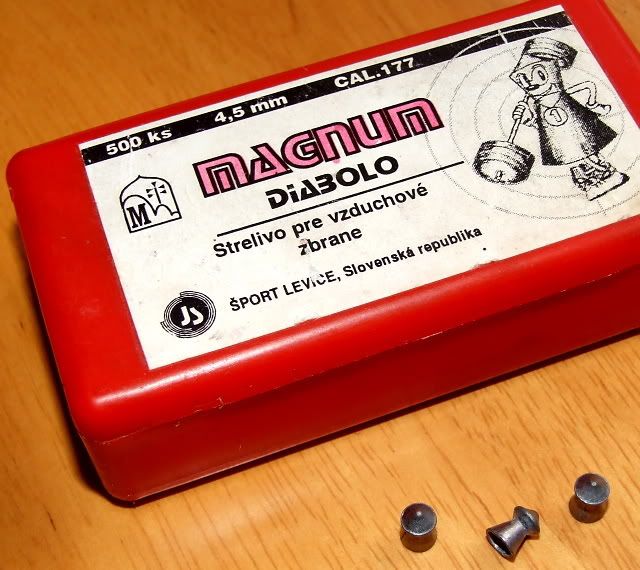 500 ks 4,5 mm CAL.177
MAGNUM
DiABOLO
M
Strelivo pre vzduchové
zbrane
JS
ŠPORT LEVICE, Slovenská republika
1